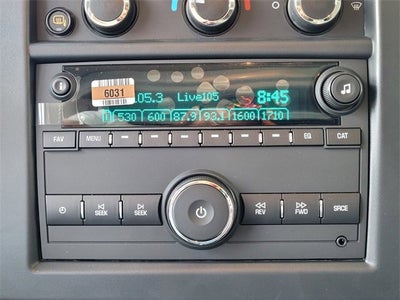 6031
05.3 Live105 8:45
530 600 87.9 93.1 1600 1710
FAV MENU EQ CAT
SEEK SEEK REV FWD SRCE